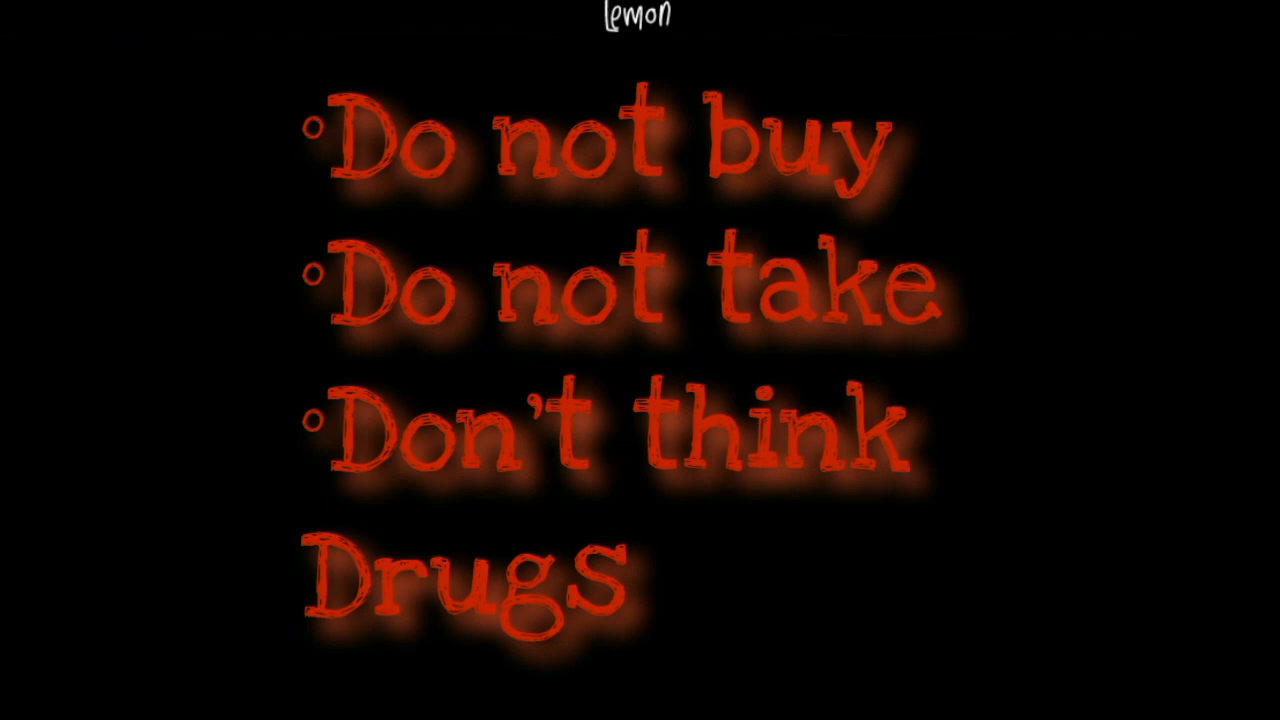 Lemon
°Do not buy
°Do not take
°Don't think
Drugs